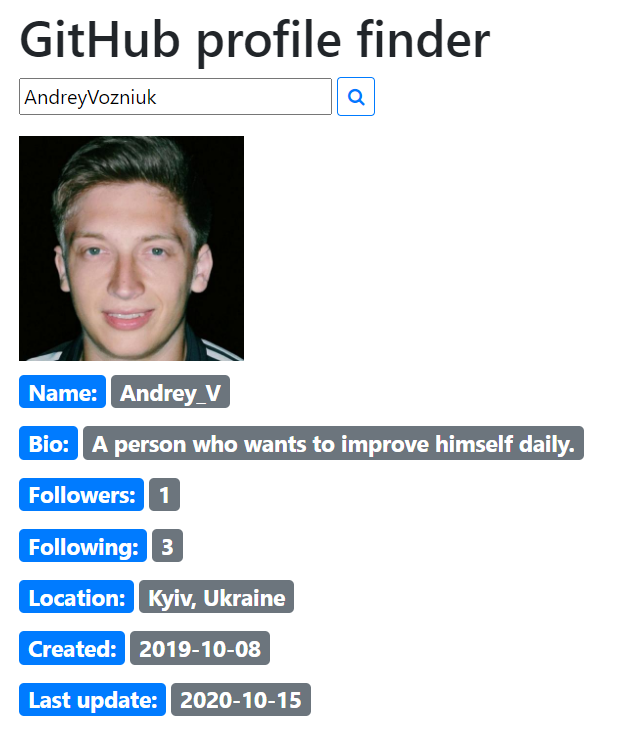 GitHub profile finder
AndreyVozniuk
Name: Andrey_V
Bio: A person who wants to improve himself daily.
Followers: 1
Following: 3
Location: Kyiv, Ukraine
Created: 2019-10-08
Last update: 2020-10-15